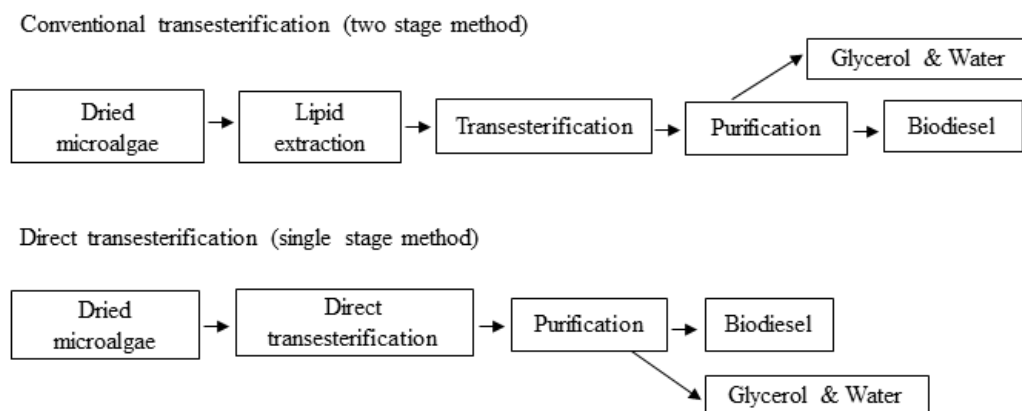 Conventional transesterification (two stage method)
Glycerol & Water
Dried
microalgae
Lipid
extraction
Transesterification
Purification
Biodiesel
Direct transesterification (single stage method)
Dried
microalgae
Direct
transesterification
Purification
Biodiesel
Glycerol & Water